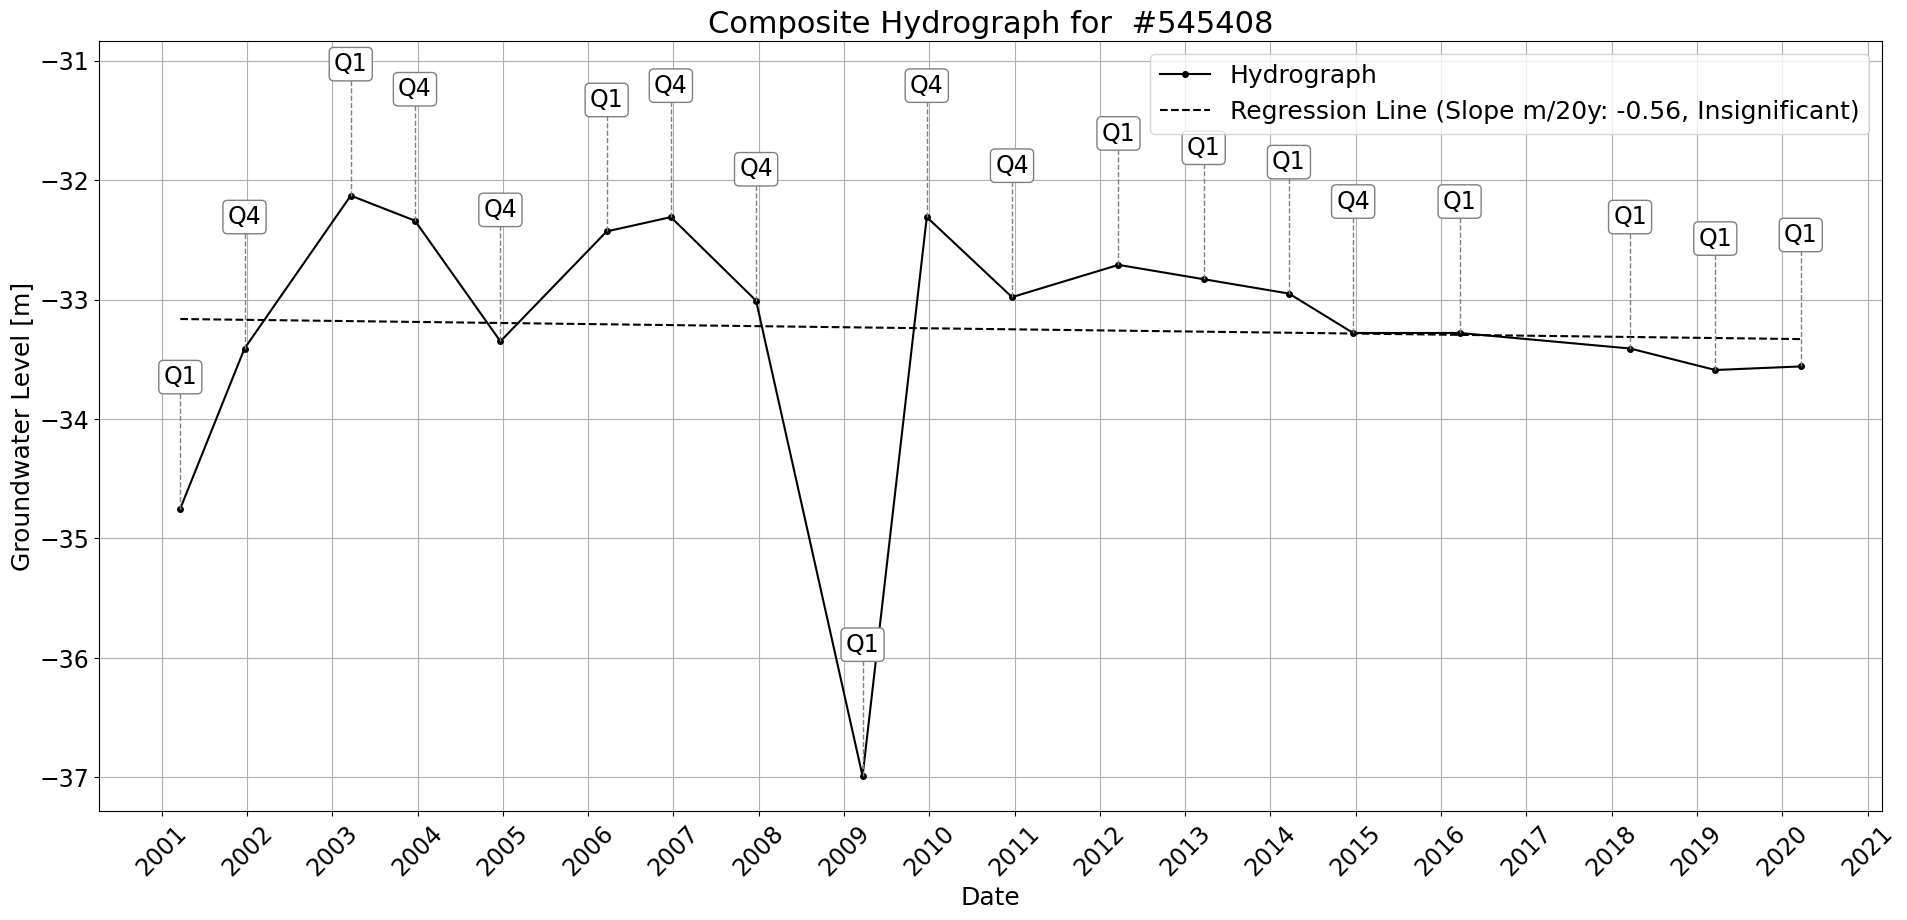 Composite Hydrograph for  #545408
Hydrograph
Regression Line (Slope m/20y: -0.56, Insignificant)
Q1
Q4
Q1
Q4
Q4
Q1
Q4
Q4
Q1
Q4
Q4
Q1
Q1
Q1
Q4
Q1
Q1
Q1
Q1
−31
−32
−33
−34
−35
−36
−37
Groundwater Level [m]
2001
2002
2003
2004
2005
2006
2007
2008
2009
2010
2011
2012
2013
2014
2015
2016
2017
2018
2019
2020
2021
Date